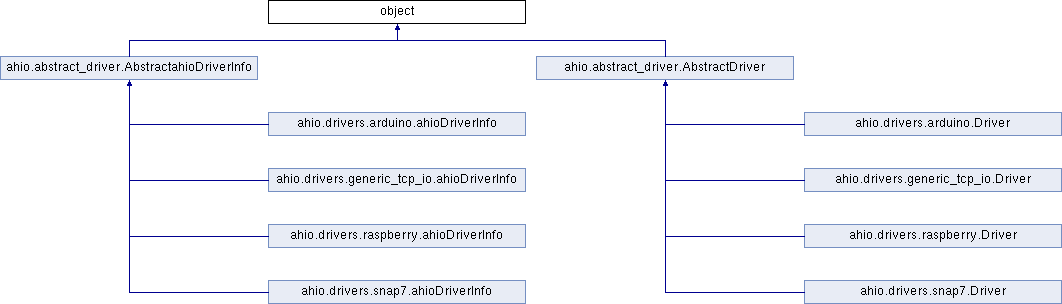 object
ahio.abstract_driver.AbstractahioDriverInfo
ahio.abstract_driver.AbstractDriver
ahio.drivers.arduino.ahioDriverInfo
ahio.drivers.arduino.Driver
ahio.drivers.generic_tcp_io.ahioDriverInfo
ahio.drivers.generic_tcp_io.Driver
ahio.drivers.raspberry.ahioDriverInfo
ahio.drivers.raspberry.Driver
ahio.drivers.snap7.ahioDriverInfo
ahio.drivers.snap7.Driver